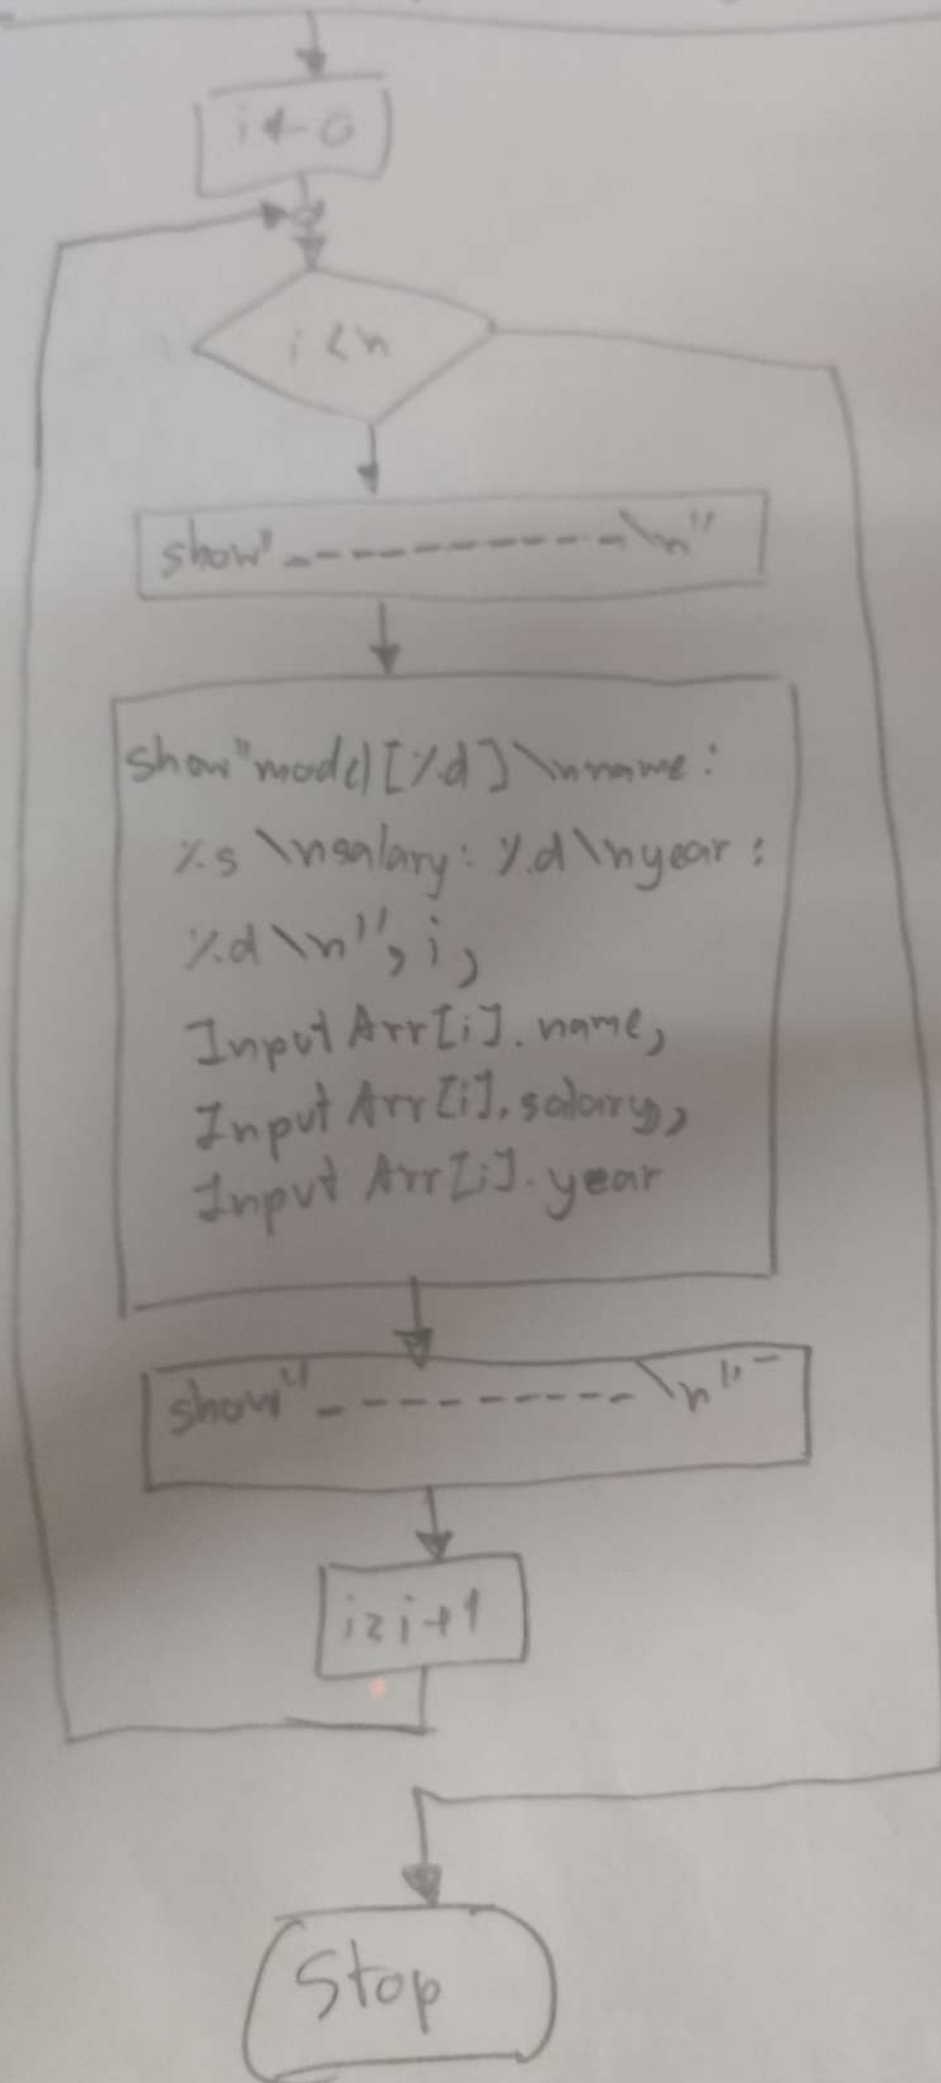 i ← 0
i < n
show"------------\n"
show"model[%d]\nname:
%s\nsalary: %d\nyear:
%d\n", i,
Input Arr[i].name,
Input Arr[i].salary,
Input Arr[i].year
show"----------\n"
i = i + 1
Stop